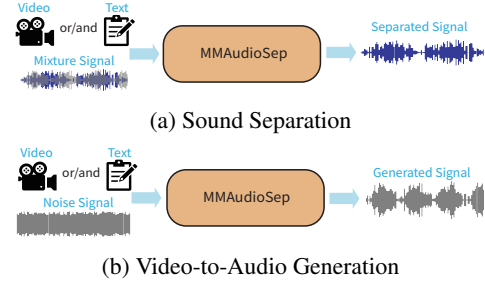 Video
Text
or/and
Mixture Signal
MMAudioSep
Separated Signal
(a) Sound Separation
Video
Text
or/and
Noise Signal
MMAudioSep
Generated Signal
(b) Video-to-Audio Generation